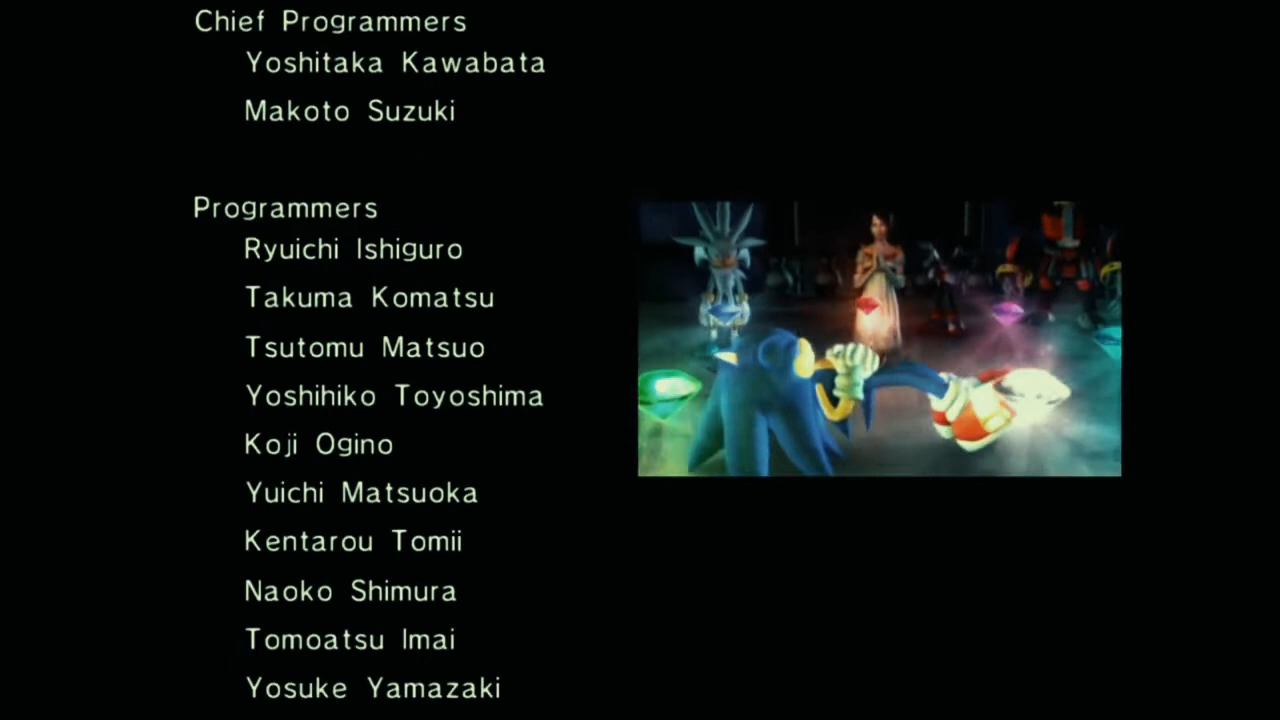 Chief Programmers
Yoshitaka Kawabata
Makoto Suzuki
Programmers
Ryuichi Ishiguro
Takuma Komatsu
Tsutomu Matsuo
Yoshihiko Toyoshima
Koji Ogino
Yuichi Matsuoka
Kentarou Tomii
Naoko Shimura
Tomoatsu Imai
Yosuke Yamazaki